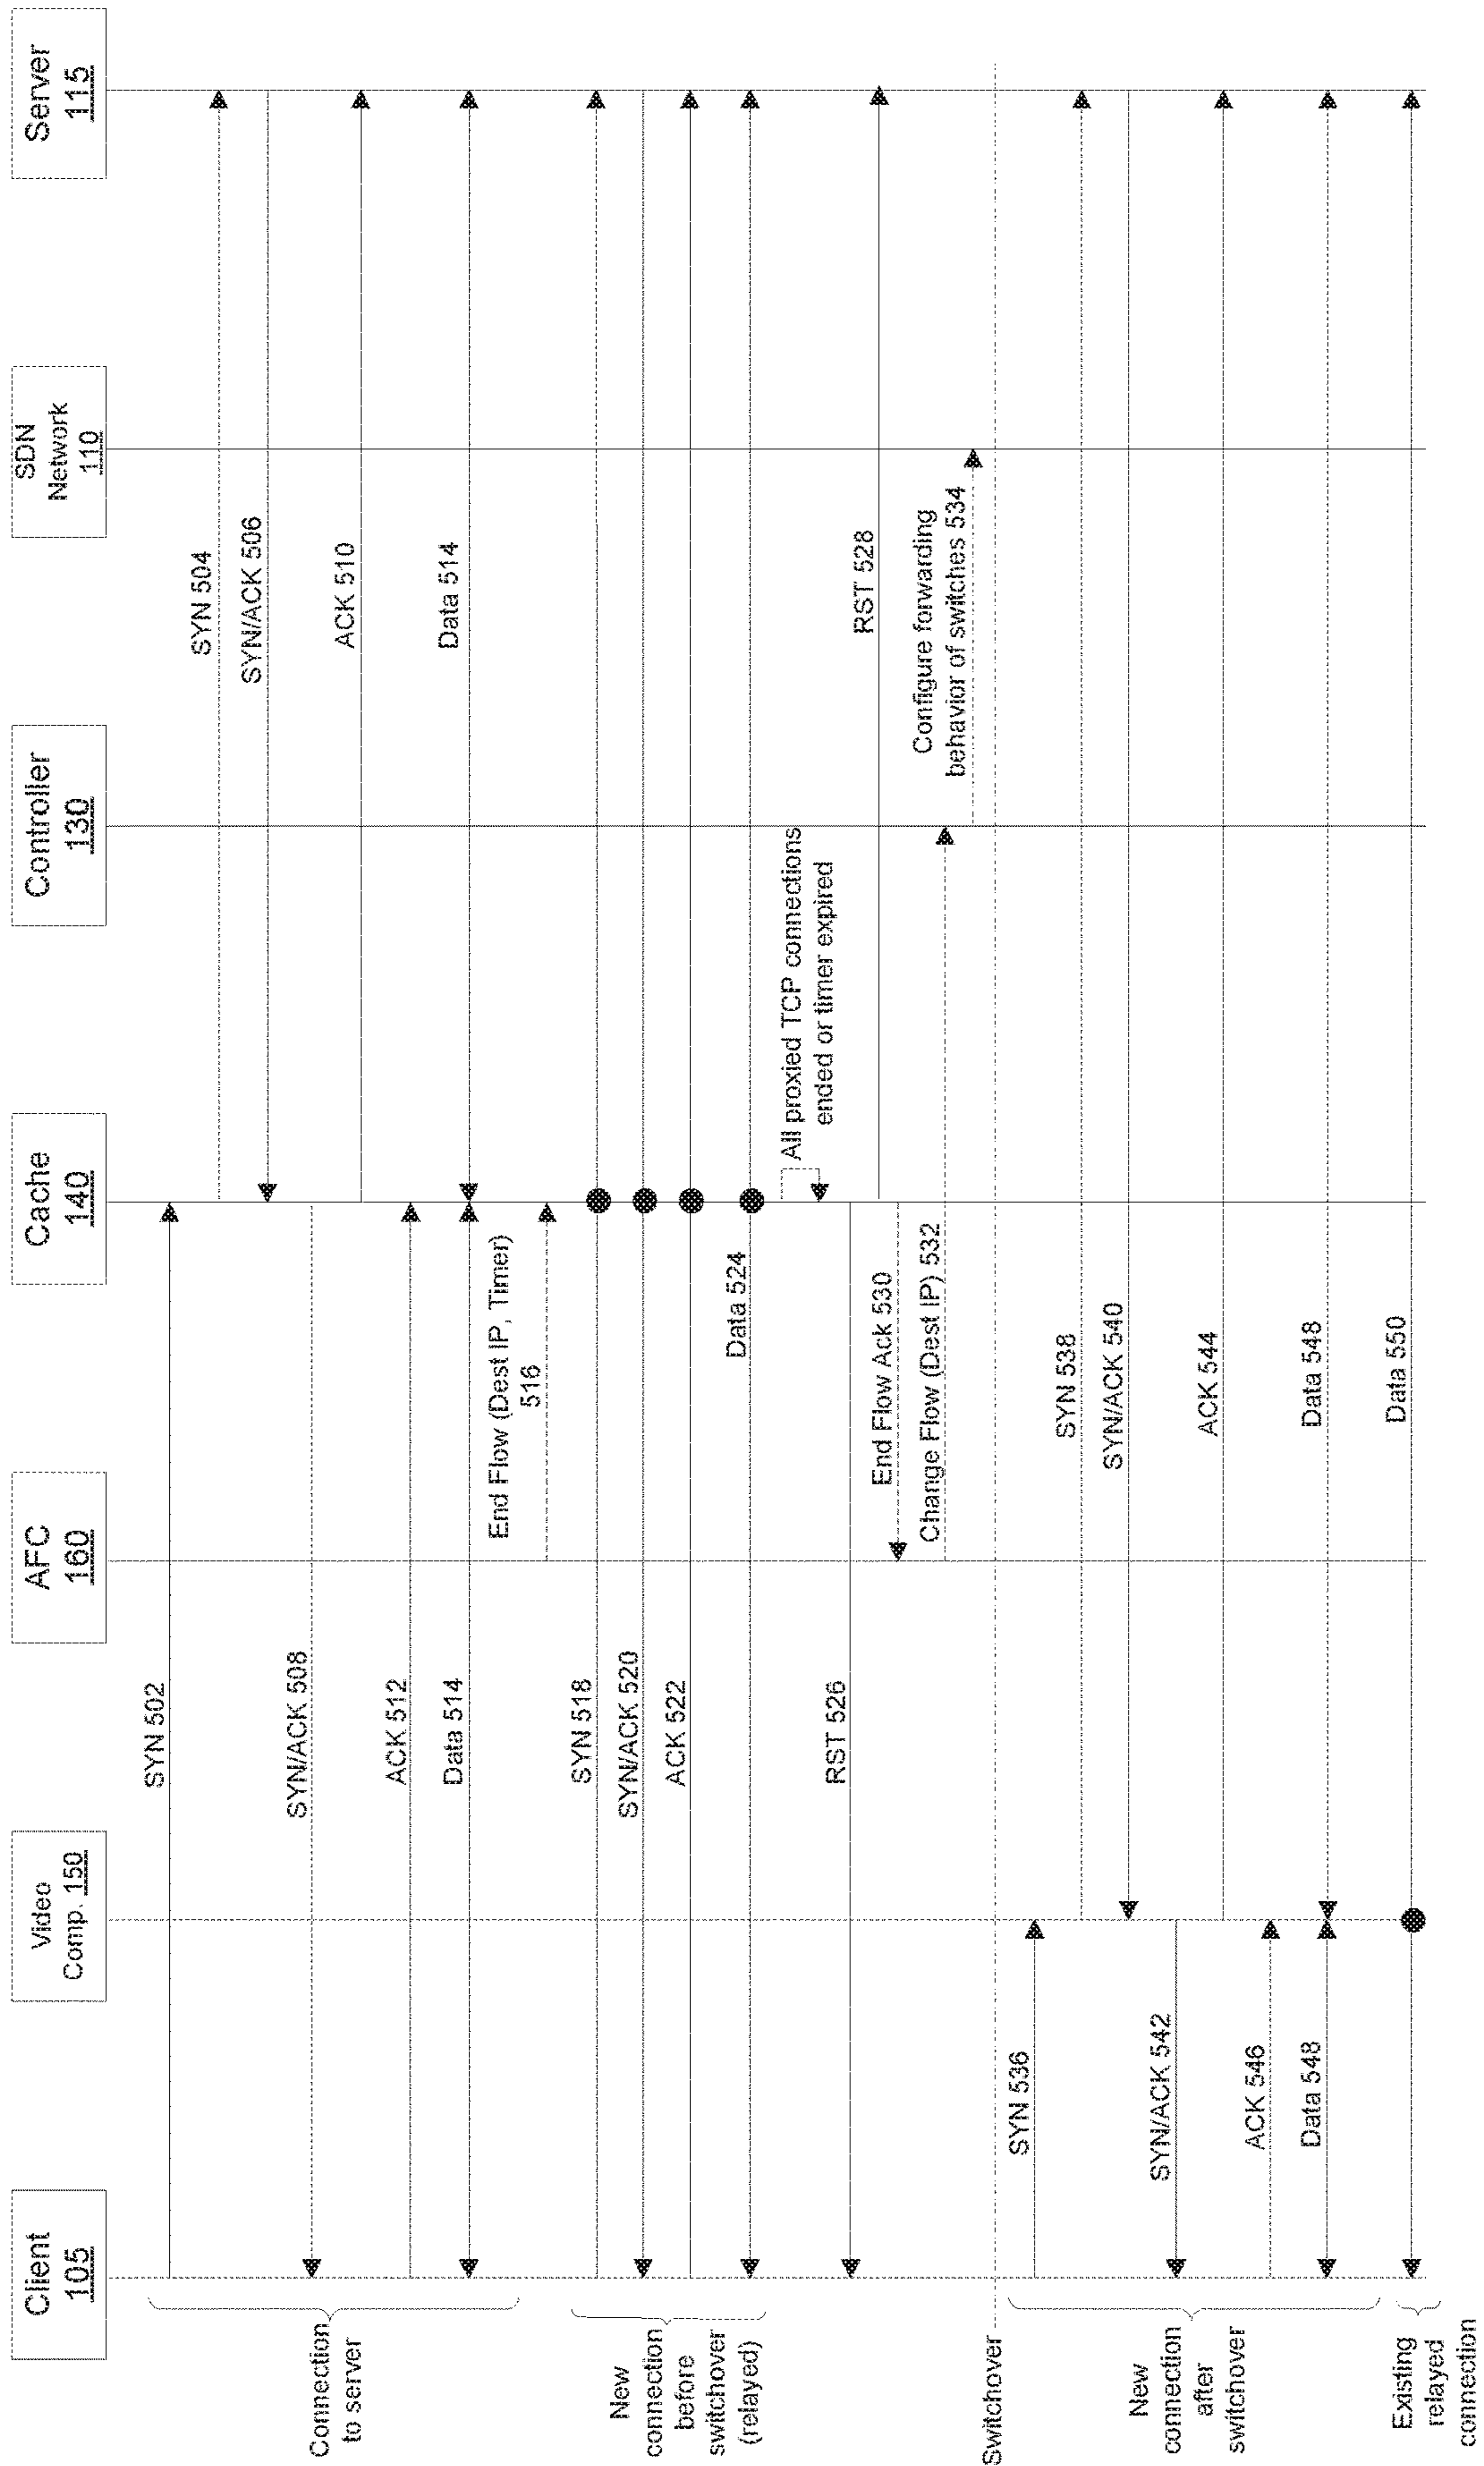 Client
105
Video
Comp. 150
AFC
160
Cache
140
Controller
130
SDN
Network
110
Server
115
Connection
to server
SYN 502
SYN 504
SYN/ACK 506
SYN/ACK 508
ACK 510
ACK 512
Data 514
Data 514
End Flow (Dest IP, Timer)
516
New
connection
before
switchover
(relayed)
SYN 518
SYN/ACK 520
ACK 522
Data 524
All proxied TCP connections
ended or timer expired
RST 526
RST 528
End Flow Ack 530
Change Flow (Dest IP) 532
Configure forwarding
behavior of switches 534
Switchover
New
connection
after
switchover
SYN 536
SYN 538
SYN/ACK 540
SYN/ACK 542
ACK 544
ACK 546
Data 548
Data 548
Existing
relayed
connection
Data 550